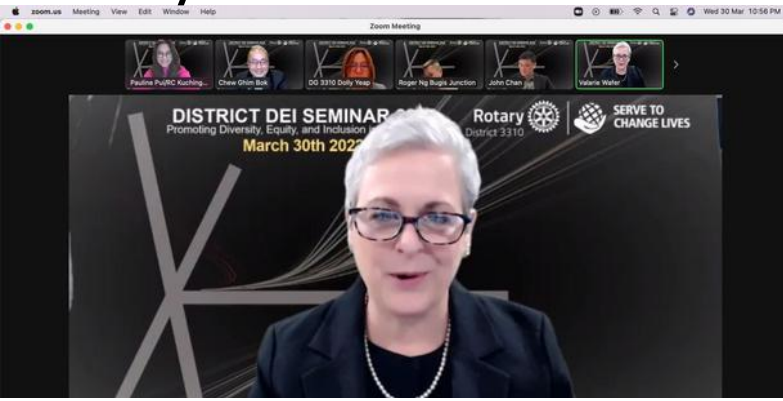 zoom.us Meeting View Edit Window Help
Wed 30 Mar 10:56 PM
Zoom Meeting
Pauline Pui/RC Kuching...
Chew Ghim Bok
DG 3310 Dolly Yeap
Roger Ng Bugis Junction
John Chan
Valarie Wafer
DISTRICT DEI SEMINAR
Promoting Diversity, Equity, and Inclusion
March 30th
Rotary
District 3310
SERVE TO
CHANGE LIVES